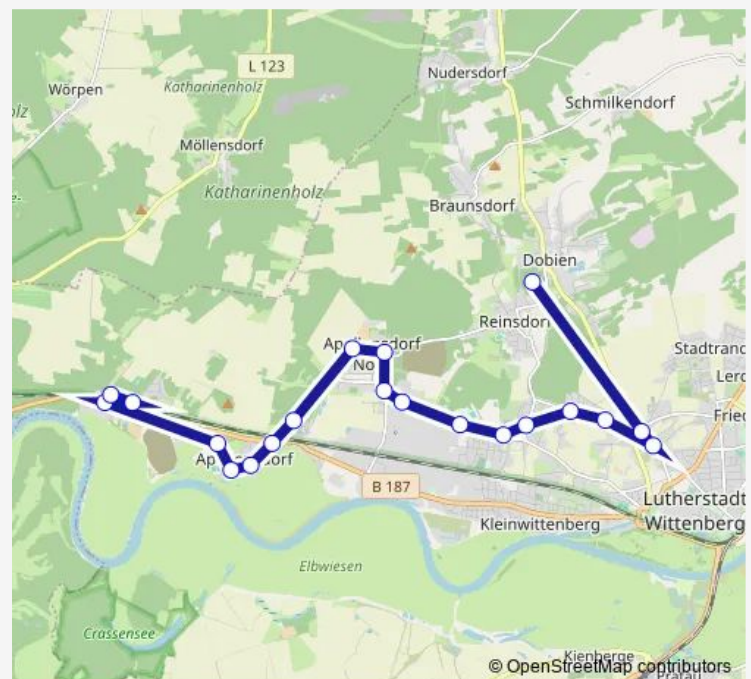 L 123
Nudersdorf
Wörpen
Katharinenholz
Schmilkendorf
Möllensdorf
Katharinenholz
Braunsdorf
Dobien
Reinsdorf
Stadtrand
No
B 187
Lutherstadt
Wittenberg
Kleinwittenberg
Elbwiesen
Crassensee
Kienberge
Pratau
© OpenStreetMap contributors